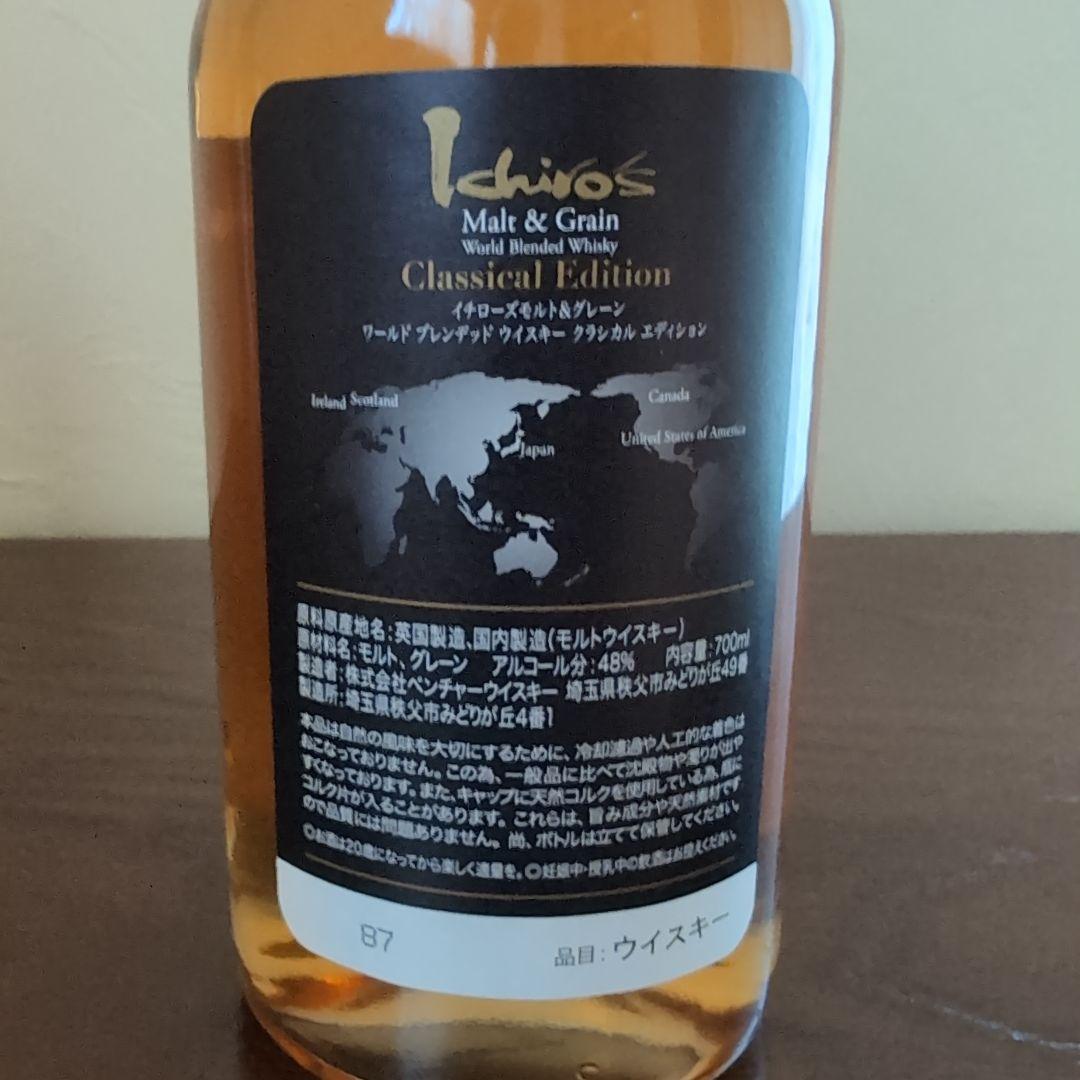 Ichiro's
Malt & Grain
World Blended Whisky
Classical Edition
イチローズモルト&グレーン
ワールド ブレンデッド ウイスキー クラシカル エディション
Ireland Scotland
Canada
United States of America
Japan
原料原産地名:英国製造、国内製造(モルトウイスキー)
原材料名:モルト、グレーン アルコール分:48% 内容量:700ml
製造者:株式会社ベンチャーウイスキー 埼玉県秩父市みどりが丘49番
製造所:埼玉県秩父市みどりが丘4番1
本品は自然の風味を大切にするために、冷却濾過や人工的な着色は
おこなっておりません。この為、一般品に比べて沈殿物や濁りが出や
すくなっております。また、キャップに天然コルクを使用している為、瓶に
コルク片が入ることがあります。これらは、旨み成分や天然素材です
ので品質には問題ありません。尚、ボトルは立てて保管してください。
◎お酒は20歳になってから楽しく適量を。◎妊娠中・授乳中の飲酒はお控えください。
87
品目:ウイスキー